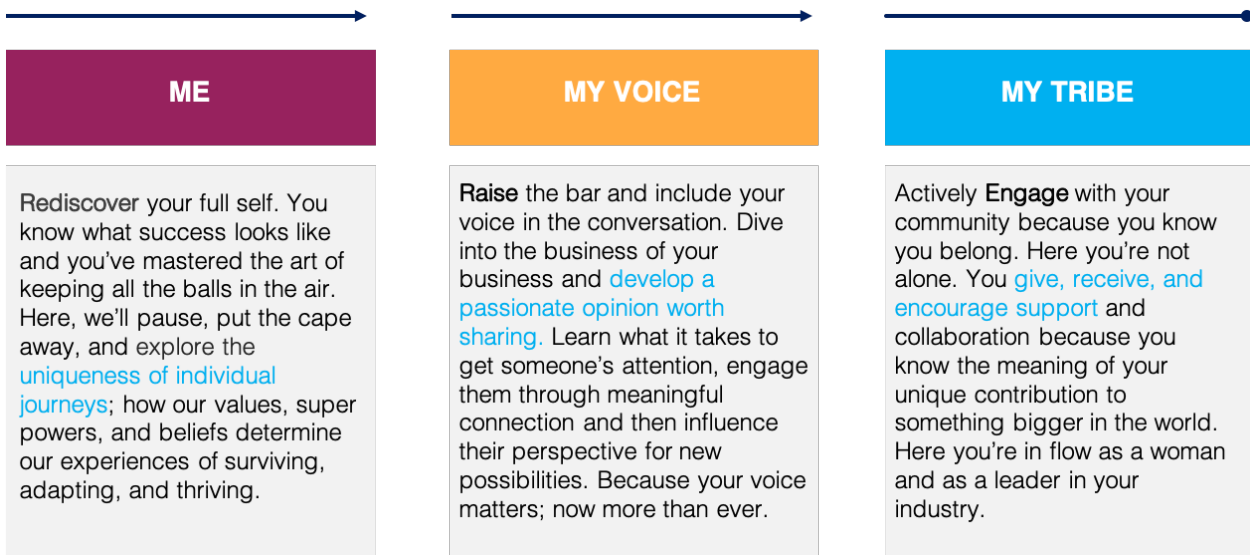 ME
Rediscover your full self. You
know what success looks like
and you've mastered the art of
keeping all the balls in the air.
Here, we'll pause, put the cape
away, and explore the
uniqueness of individual
journeys; how our values, super
powers, and beliefs determine
our experiences of surviving,
adapting, and thriving.
MY VOICE
Raise the bar and include your
voice in the conversation. Dive
into the business of your
business and develop a
passionate opinion worth
sharing. Learn what it takes to
get someone's attention, engage
them through meaningful
connection and then influence
their perspective for new
possibilities. Because your voice
matters; now more than ever.
MY TRIBE
Actively Engage with your
community because you know
you belong. Here you're not
alone. You give, receive, and
encourage support and
collaboration because you
know the meaning of your
unique contribution to
something bigger in the world.
Here you're in flow as a woman
and as a leader in your
industry.